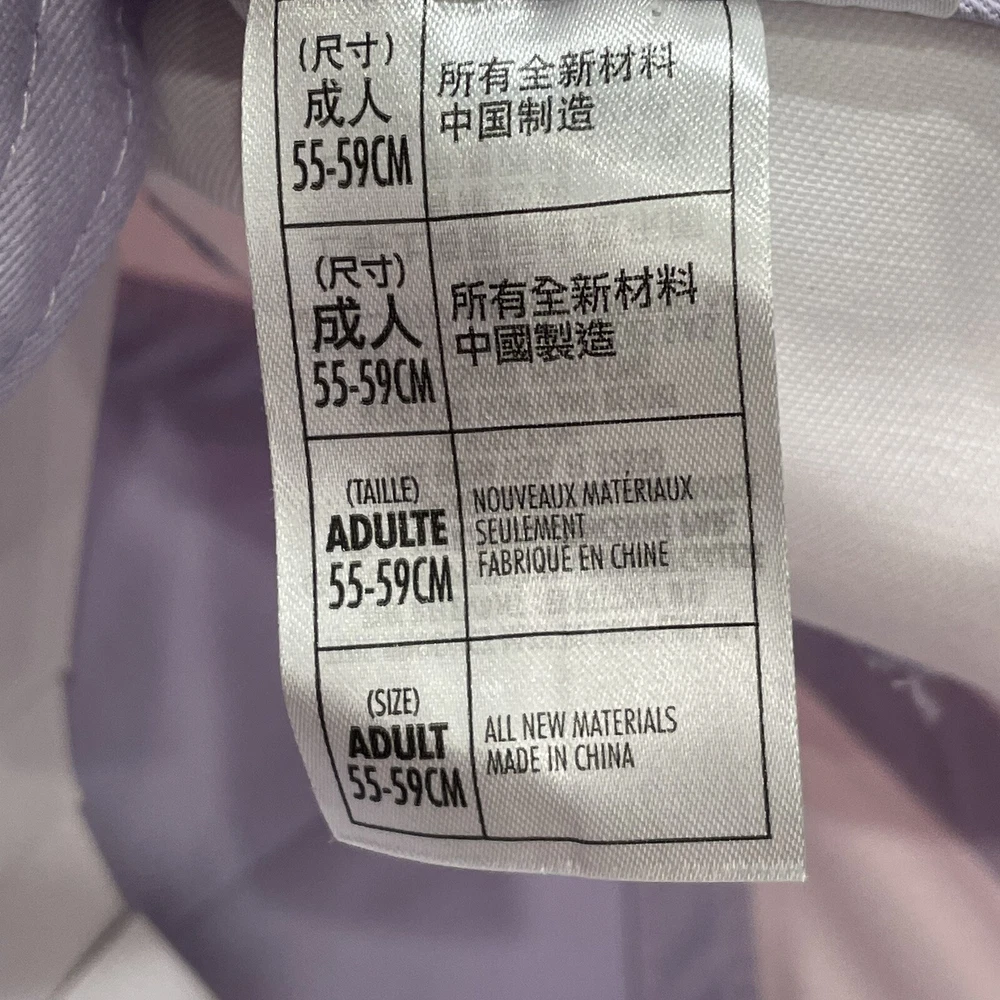 (尺寸)
成人
55-59CM
所有全新材料
中国制造
(尺寸)
成人
55-59CM
所有全新材料
中國製造
(TAILLE)
ADULTE
55-59CM
NOUVEAUX MATÉRIAUX
SEULEMENT
FABRIQUE EN CHINE
(SIZE)
ADULT
55-59CM
ALL NEW MATERIALS
MADE IN CHINA